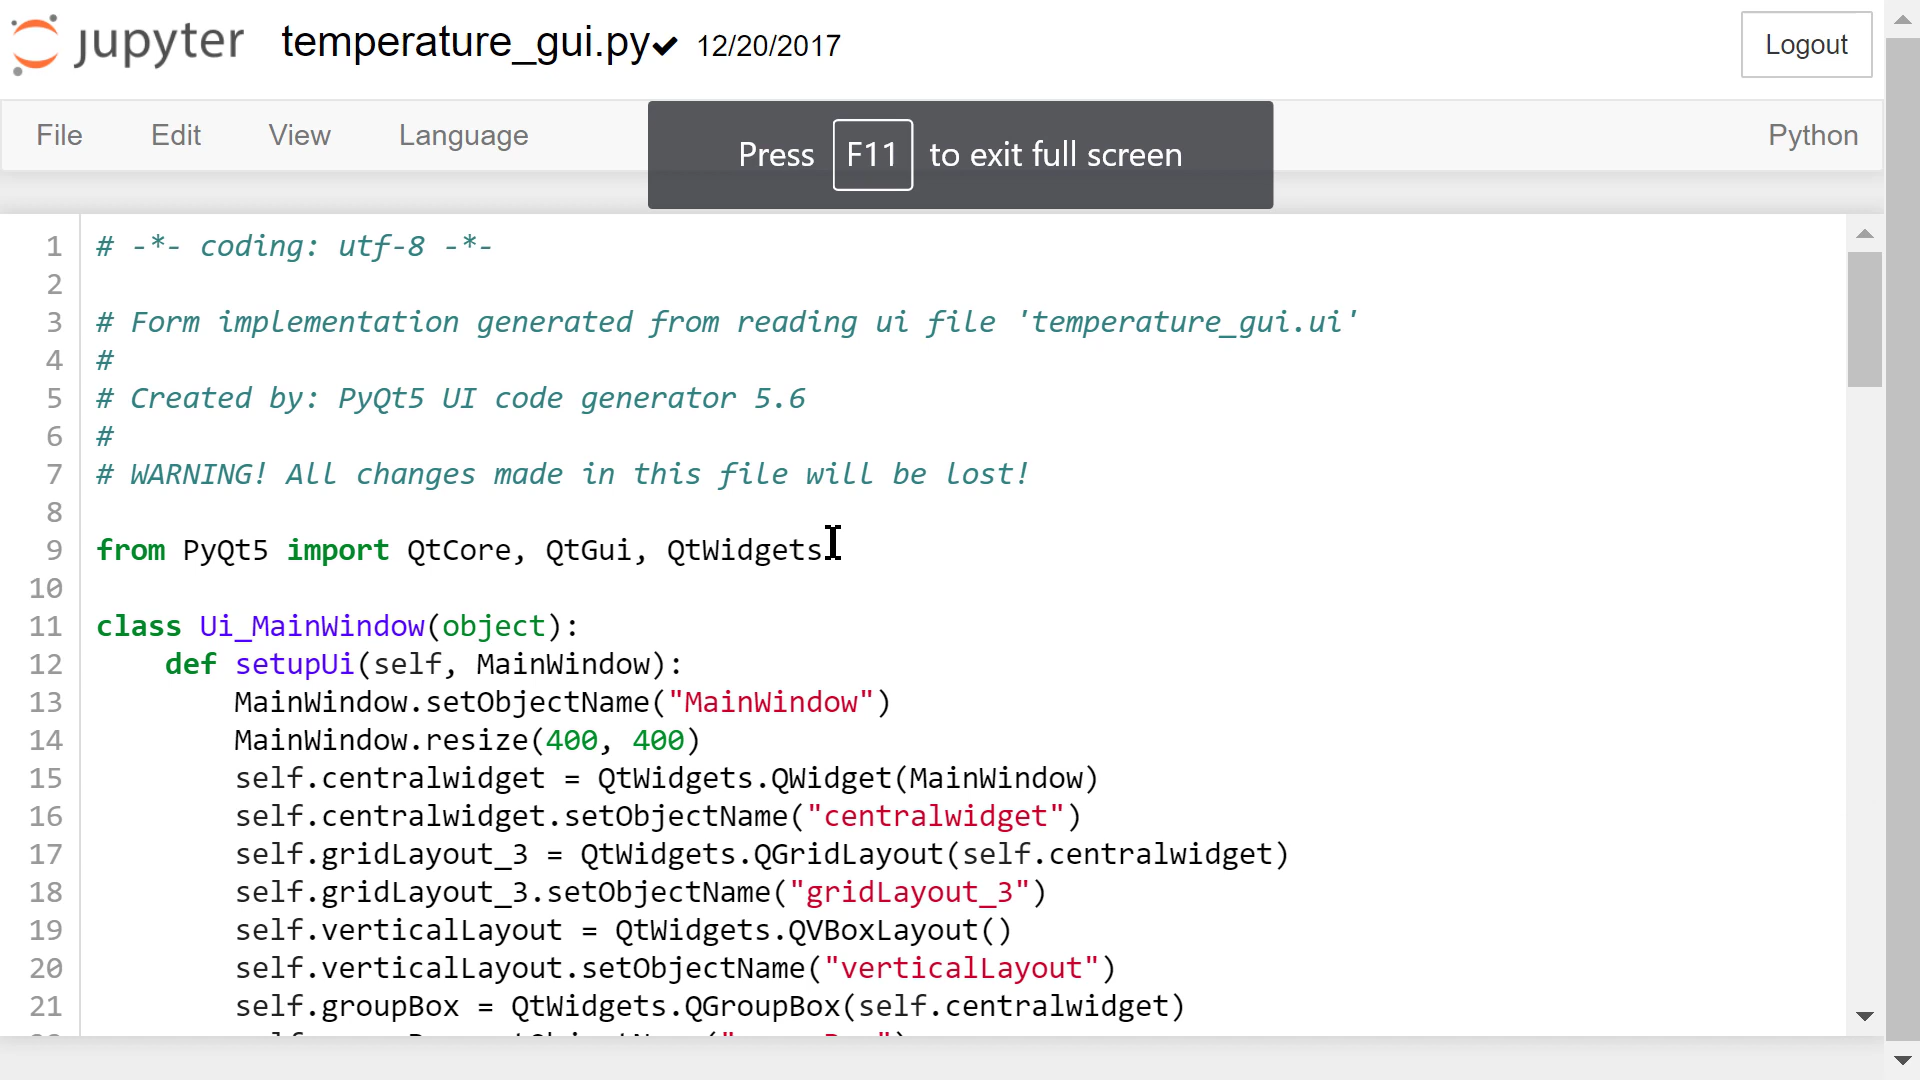 jupyter temperature_gui.py✔ 12/20/2017 Logout
File Edit View Language Python
Press F11 to exit full screen
1 # -*- coding: utf-8 -*-
2
3 # Form implementation generated from reading ui file 'temperature_gui.ui'
4 #
5 # Created by: PyQt5 UI code generator 5.6
6 #
7 # WARNING! All changes made in this file will be lost!
8
9 from PyQt5 import QtCore, QtGui, QtWidgets
10
11 class Ui_MainWindow(object):
12     def setupUi(self, MainWindow):
13         MainWindow.setObjectName("MainWindow")
14         MainWindow.resize(400, 400)
15         self.centralwidget = QtWidgets.QWidget(MainWindow)
16         self.centralwidget.setObjectName("centralwidget")
17         self.gridLayout_3 = QtWidgets.QGridLayout(self.centralwidget)
18         self.gridLayout_3.setObjectName("gridLayout_3")
19         self.verticalLayout = QtWidgets.QVBoxLayout()
20         self.verticalLayout.setObjectName("verticalLayout")
21         self.groupBox = QtWidgets.QGroupBox(self.centralwidget)